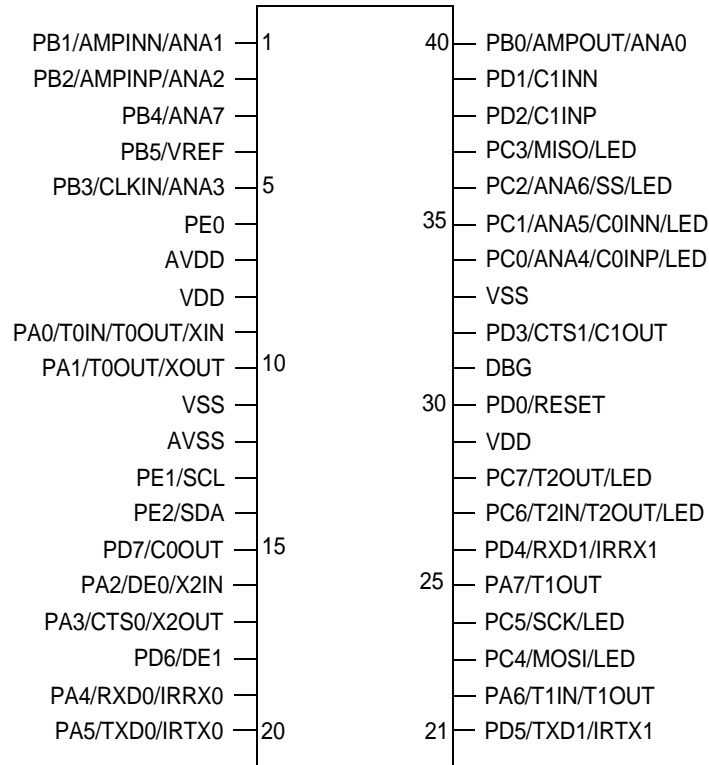 PB1/AMPINN/ANA1 1 40 PB0/AMPOUT/ANA0
PB2/AMPINP/ANA2 PD1/C1INN
PB4/ANA7 PD2/C1INP
PB5/VREF PC3/MISO/LED
PB3/CLKIN/ANA3 5 PC2/ANA6/SS/LED
PE0 35 PC1/ANA5/C0INN/LED
AVDD PC0/ANA4/C0INP/LED
VDD VSS
PA0/T0IN/T0OUT/XIN PD3/CTS1/C1OUT
PA1/T0OUT/XOUT 10 DBG
VSS 30 PD0/RESET
AVSS VDD
PE1/SCL PC7/T2OUT/LED
PE2/SDA PC6/T2IN/T2OUT/LED
PD7/C0OUT 15 PD4/RXD1/IRRX1
PA2/DE0/X2IN 25 PA7/T1OUT
PA3/CTS0/X2OUT PC5/SCK/LED
PD6/DE1 PC4/MOSI/LED
PA4/RXD0/IRRX0 PA6/T1IN/T1OUT
PA5/TXD0/IRTX0 20 21 PD5/TXD1/IRTX1